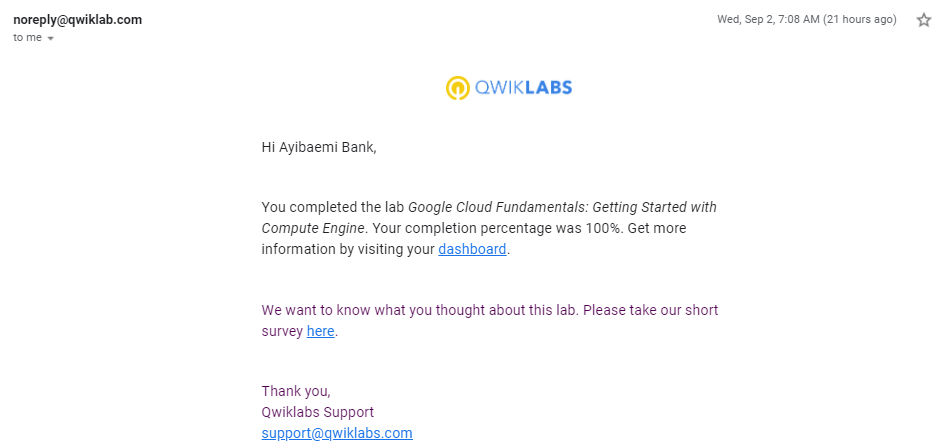 noreply@qwiklab.com
Wed, Sep 2, 7:08 AM (21 hours ago)
to me
QWIKLABS
Hi Ayibaemi Bank,
You completed the lab Google Cloud Fundamentals: Getting Started with
Compute Engine. Your completion percentage was 100%. Get more
information by visiting your dashboard.
We want to know what you thought about this lab. Please take our short
survey here.
Thank you,
Qwiklabs Support
support@qwiklabs.com